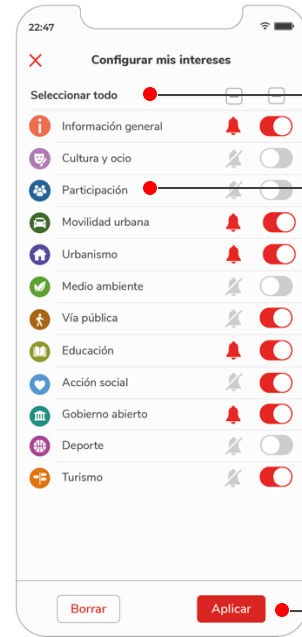 22:47
Configurar mis intereses
Seleccionar todo
Información general
Cultura y ocio
Participación
Movilidad urbana
Urbanismo
Medio ambiente
Vía pública
Educación
Acción social
Gobierno abierto
Deporte
Turismo
Borrar Aplicar